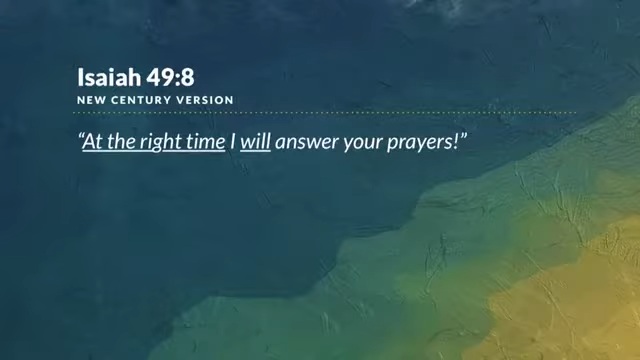 Isaiah 49:8
NEW CENTURY VERSION
“At the right time I will answer your prayers!”